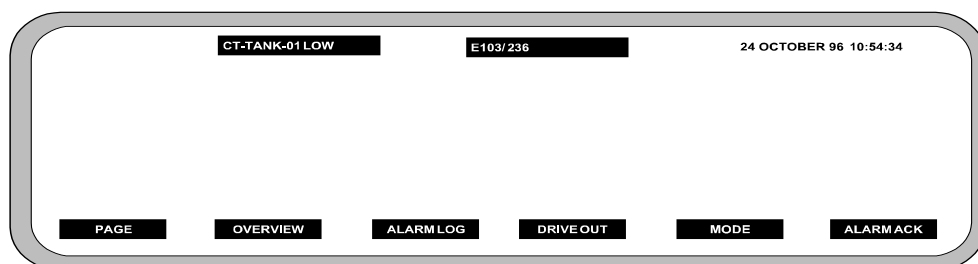 CT-TANK-01 LOW E103/236 24 OCTOBER 96 10:54:34
PAGE OVERVIEW ALARM LOG DRIVE OUT MODE ALARM ACK